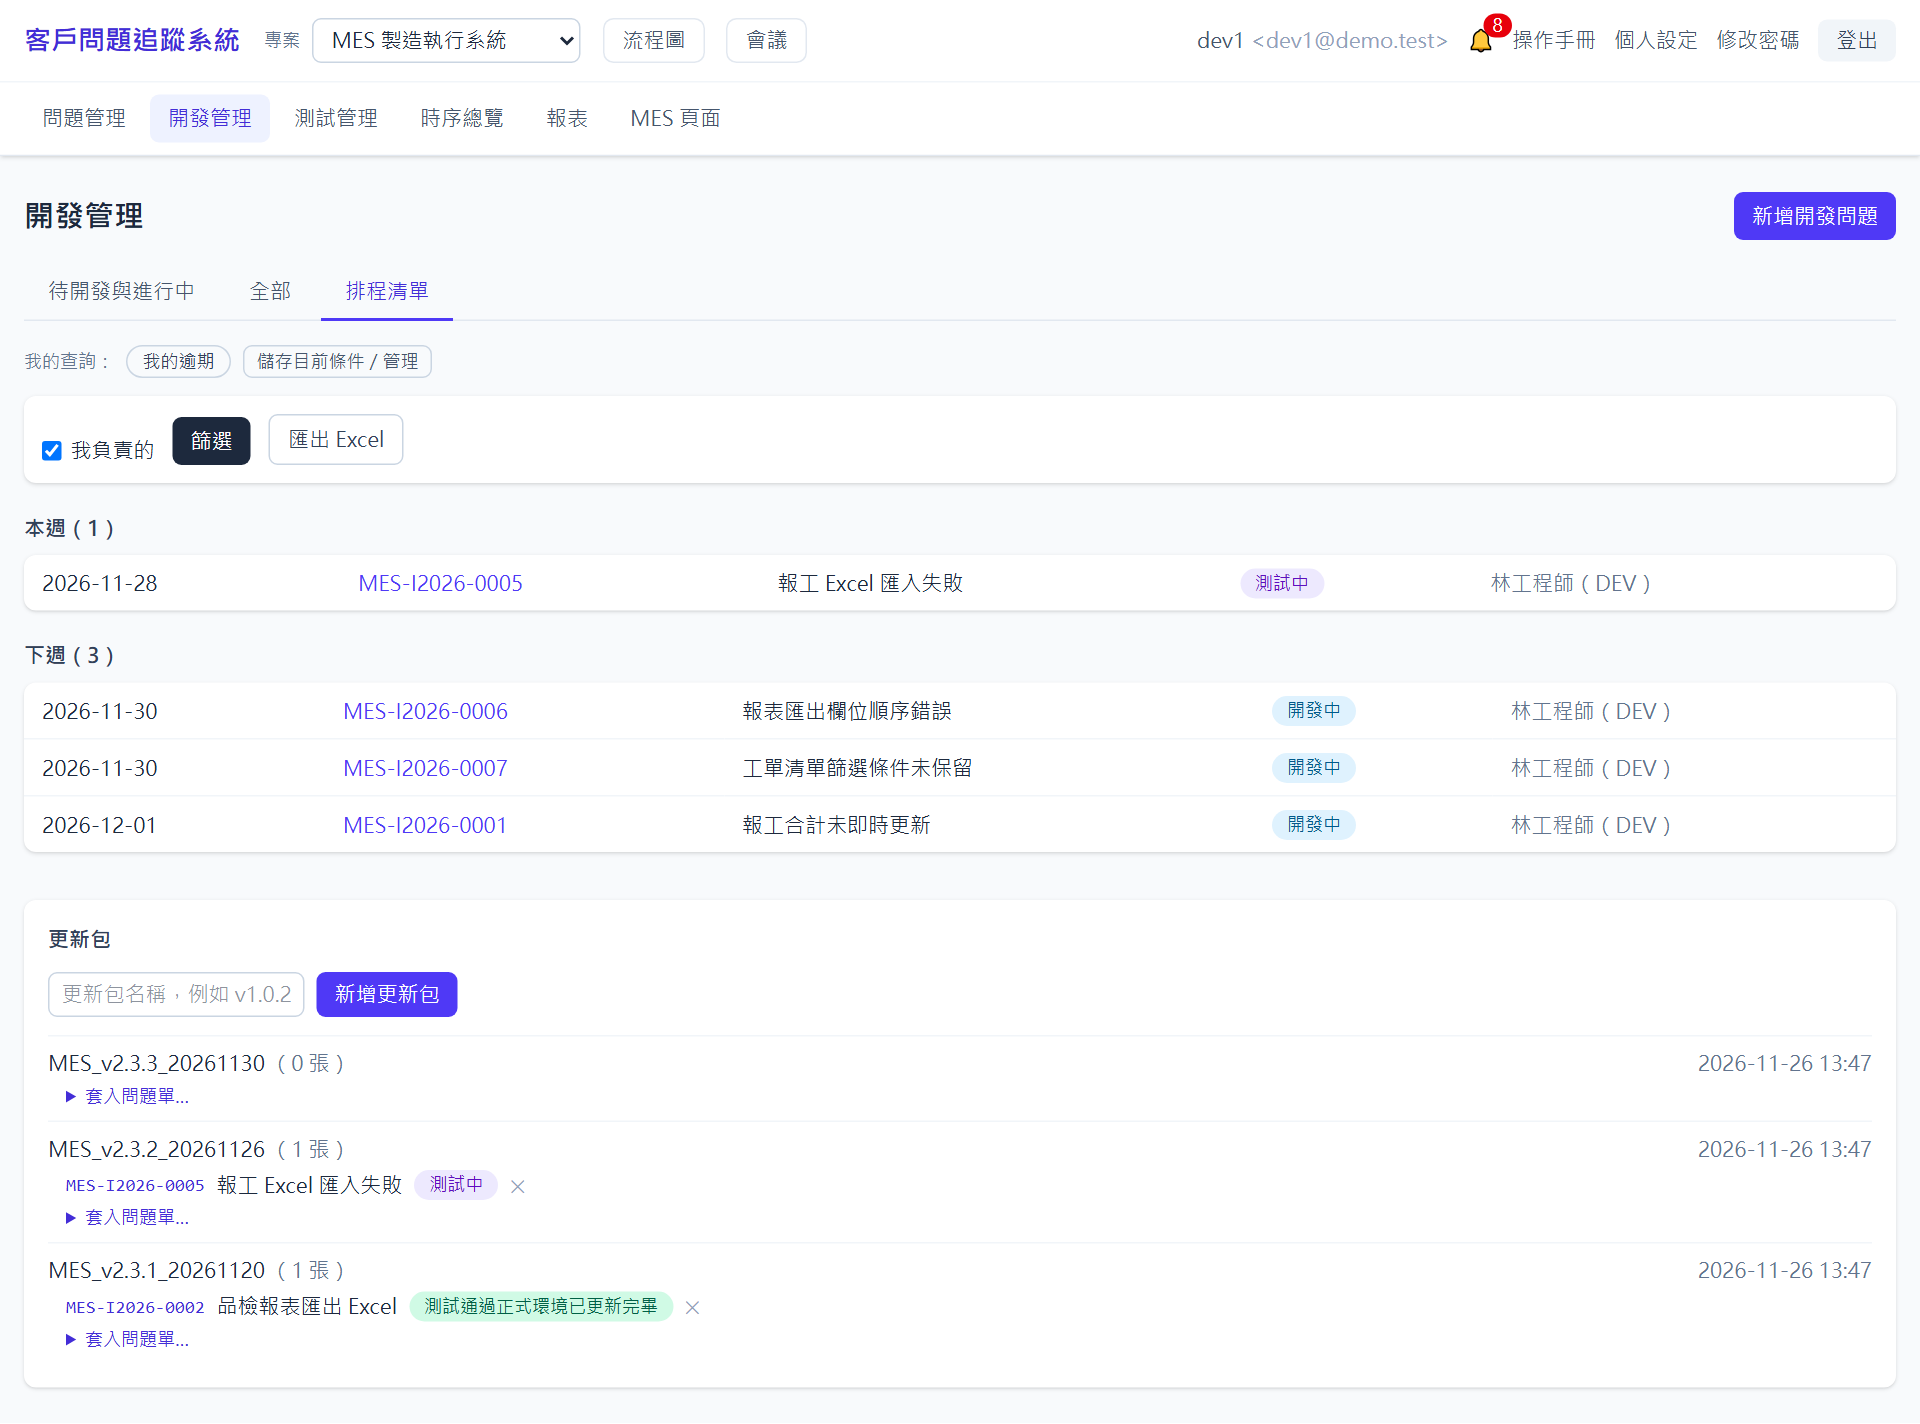 客戶問題追蹤系統 專案 MES 製造執行系統 流程圖 會議 dev1 <dev1@demo.test> 8 操作手冊 個人設定 修改密碼 登出
問題管理 開發管理 測試管理 時序總覽 報表 MES 頁面
開發管理 新增開發問題
待開發與進行中 全部 排程清單
我的查詢： 我的逾期 儲存目前條件 / 管理
我負責的 篩選 匯出 Excel
本週（1）
2026-11-28 MES-I2026-0005 報工 Excel 匯入失敗 測試中 林工程師（DEV）
下週（3）
2026-11-30 MES-I2026-0006 報表匯出欄位順序錯誤 開發中 林工程師（DEV）
2026-11-30 MES-I2026-0007 工單清單篩選條件未保留 開發中 林工程師（DEV）
2026-12-01 MES-I2026-0001 報工合計未即時更新 開發中 林工程師（DEV）
更新包
更新包名稱，例如 v1.0.2 新增更新包
MES_v2.3.3_20261130 （0 張） 2026-11-26 13:47
▶ 套入問題單...
MES_v2.3.2_20261126 （1 張） 2026-11-26 13:47
MES-I2026-0005 報工 Excel 匯入失敗 測試中 ×
▶ 套入問題單...
MES_v2.3.1_20261120 （1 張） 2026-11-26 13:47
MES-I2026-0002 品檢報表匯出 Excel 測試通過正式環境已更新完畢 ×
▶ 套入問題單...